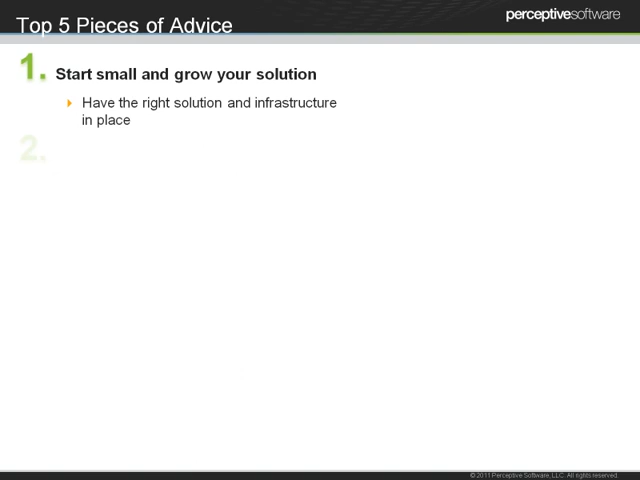 Top 5 Pieces of Advice
perceptivesoftware
1. Start small and grow your solution
Have the right solution and infrastructure
in place
2.
© 2011 Perceptive Software, LLC. All rights reserved.